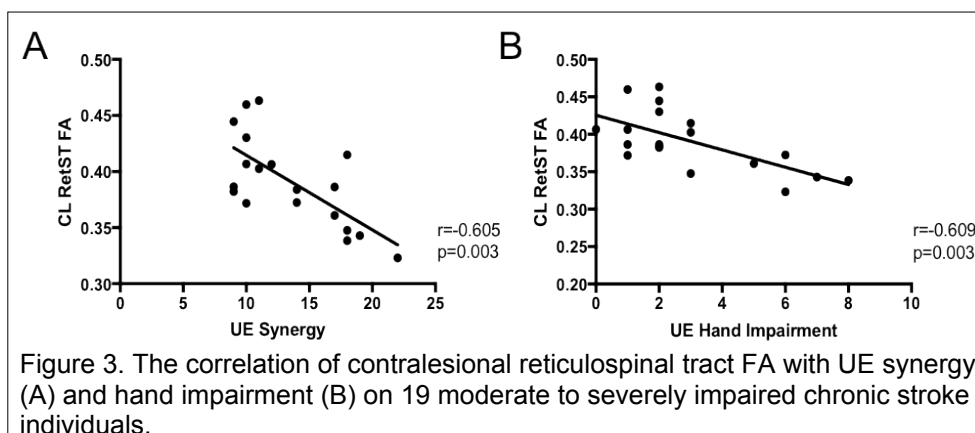 A
0.50
0.45
0.40
0.35
0.30
CL RetST FA
0 5 10 15 20 25
UE Synergy
r=-0.605
p=0.003
B
0.50
0.45
0.40
0.35
0.30
0.25
0.20
CL RetST FA
0 2 4 6 8 10
UE Hand Impairment
r=-0.609
p=0.003
Figure 3. The correlation of contralesional reticulospinal tract FA with UE synergy
(A) and hand impairment (B) on 19 moderate to severely impaired chronic stroke
individuals.